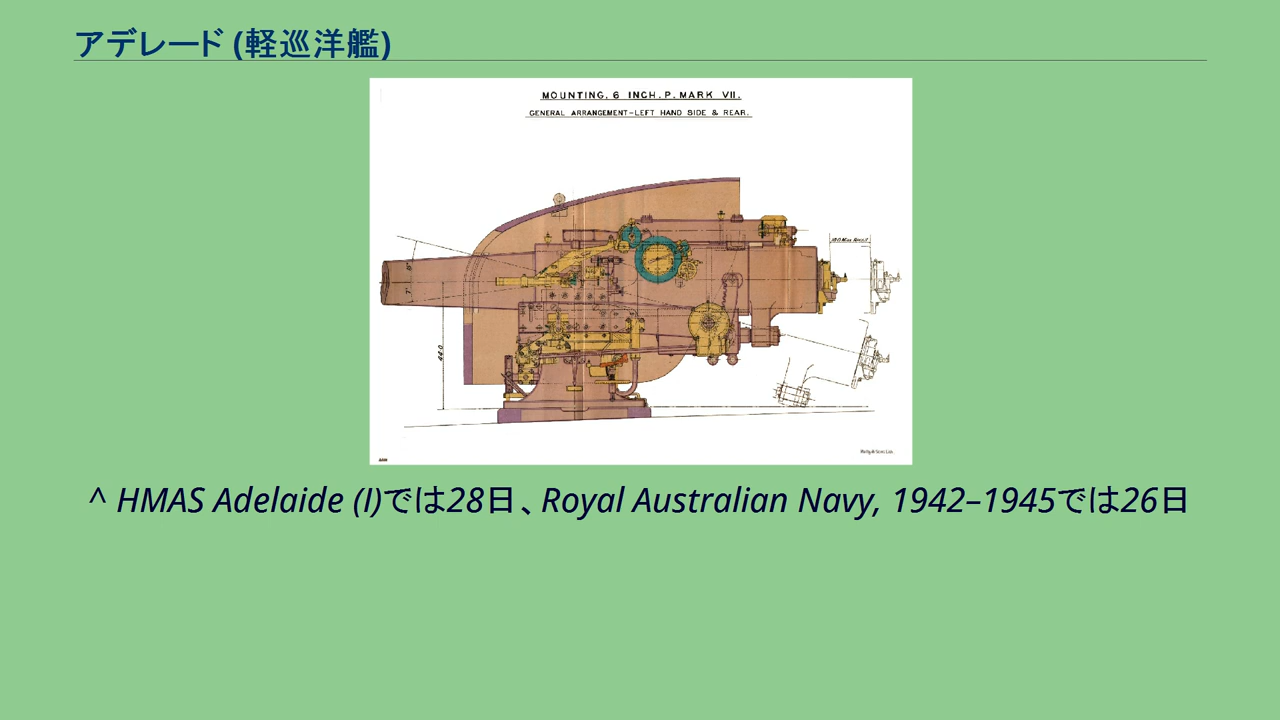 アデレード (軽巡洋艦)
MOUNTING. 6 INCH. P. MARK VII.
GENERAL ARRANGEMENT-LEFT HAND SIDE & REAR.
^ HMAS Adelaide (I)では28日、Royal Australian Navy, 1942–1945では26日